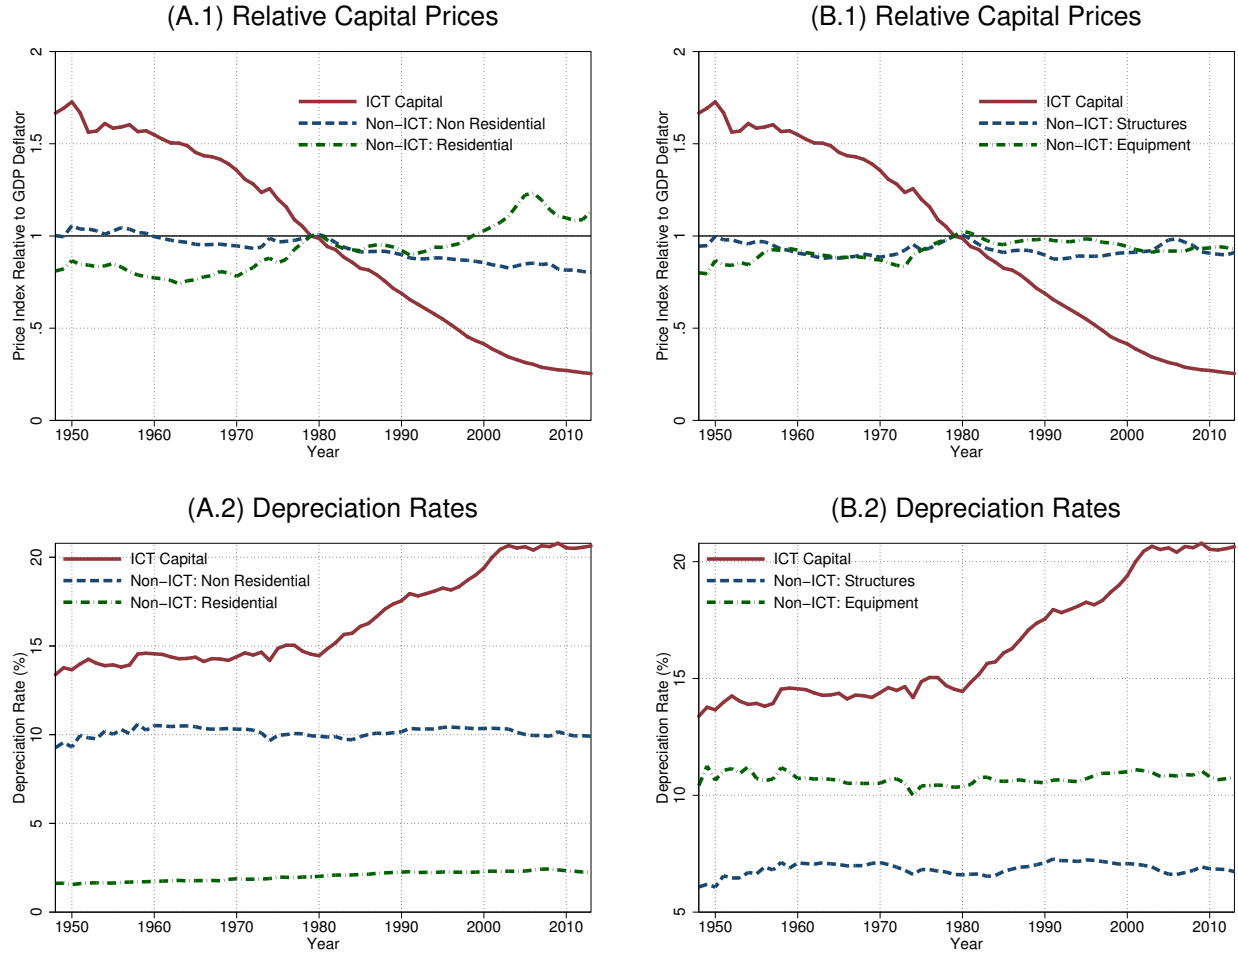 (A.1) Relative Capital Prices
Price Index Relative to GDP Deflator
2
1.5
1
.5
0
ICT Capital
Non−ICT: Non Residential
Non−ICT: Residential
1950 1960 1970 1980 1990 2000 2010
Year
(B.1) Relative Capital Prices
Price Index Relative to GDP Deflator
2
1.5
1
.5
0
ICT Capital
Non−ICT: Structures
Non−ICT: Equipment
1950 1960 1970 1980 1990 2000 2010
Year
(A.2) Depreciation Rates
Depreciation Rate (%)
20
15
10
5
0
ICT Capital
Non−ICT: Non Residential
Non−ICT: Residential
1950 1960 1970 1980 1990 2000 2010
Year
(B.2) Depreciation Rates
Depreciation Rate (%)
20
15
10
5
ICT Capital
Non−ICT: Structures
Non−ICT: Equipment
1950 1960 1970 1980 1990 2000 2010
Year